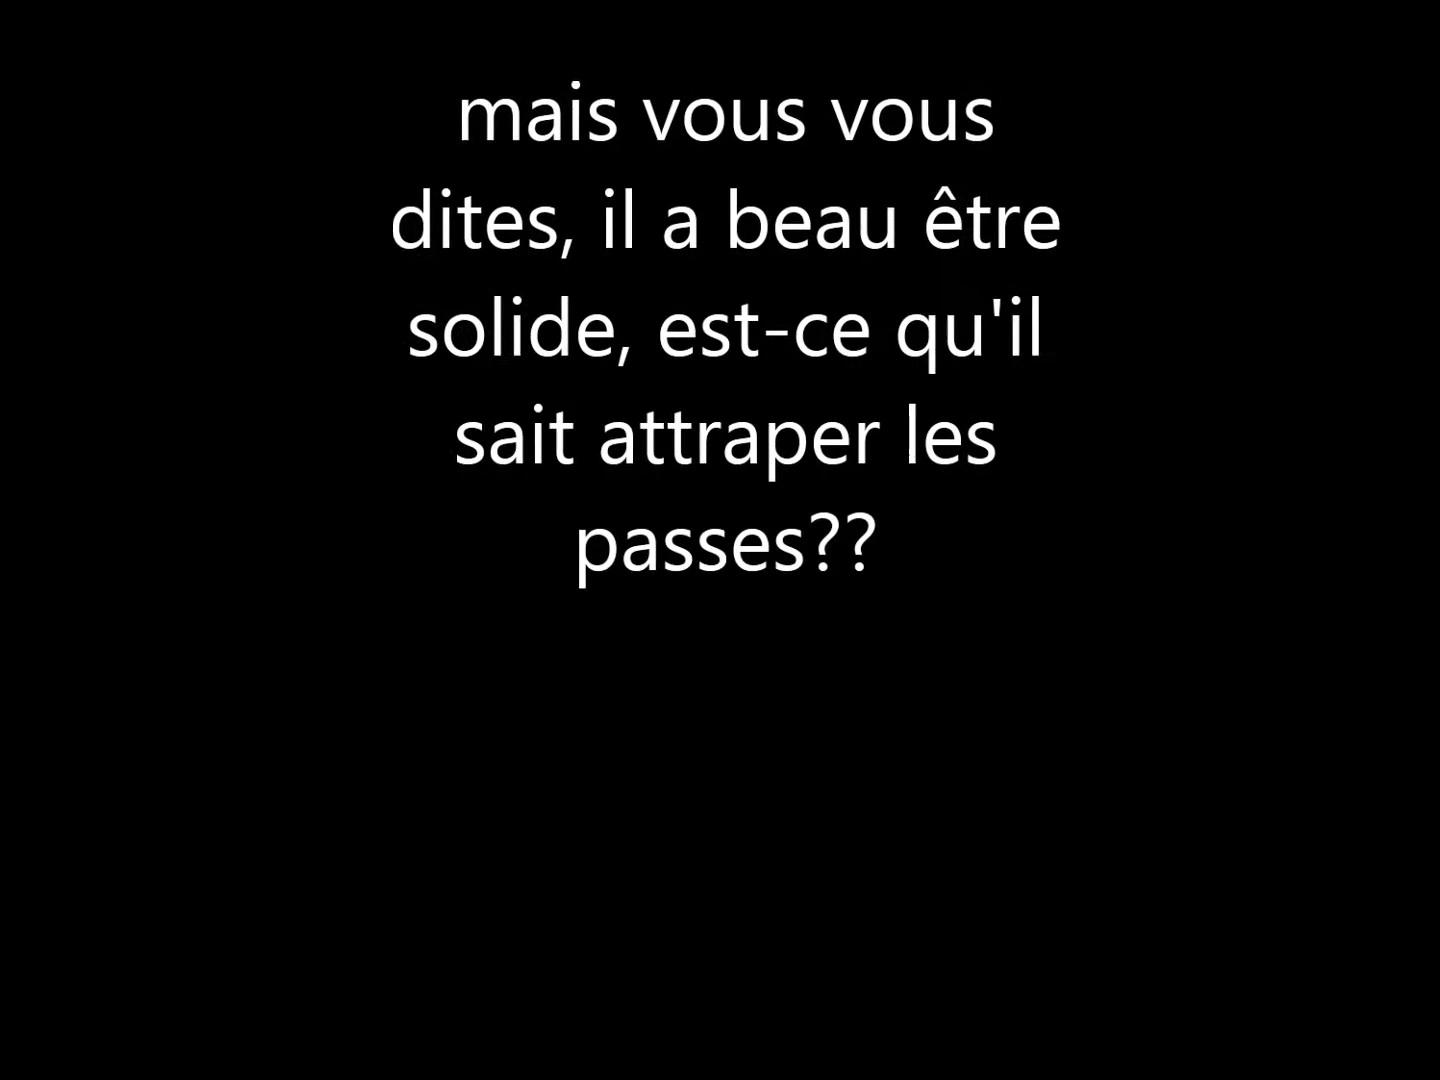 mais vous vous
dites, il a beau être
solide, est-ce qu'il
sait attraper les
passes??